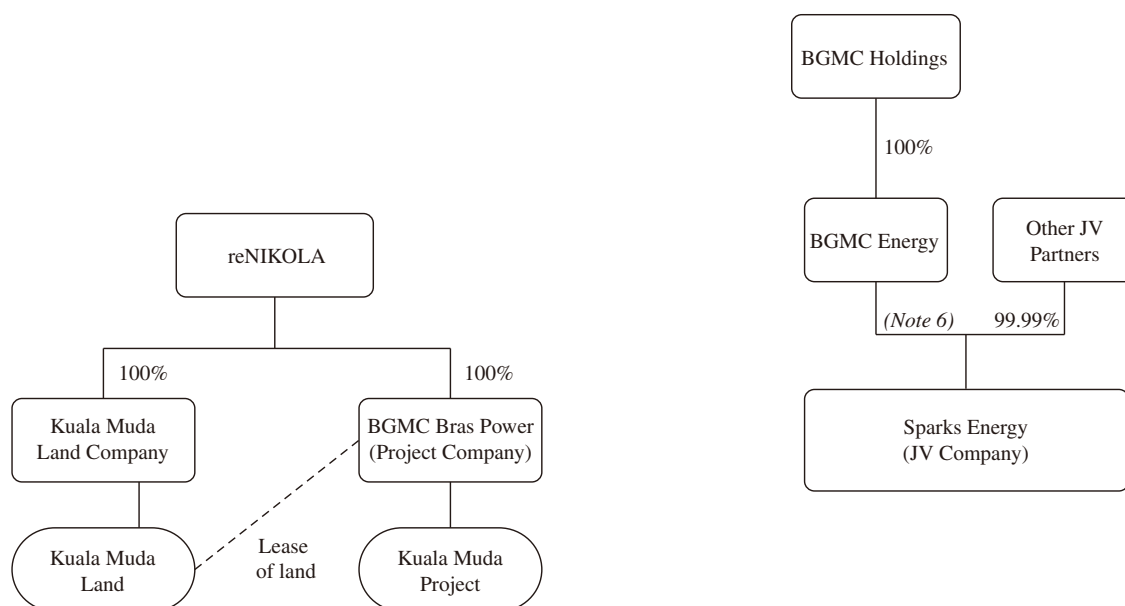 BGMC Holdings
100%
BGMC Energy
Other JV
Partners
(Note 6)
99.99%
Sparks Energy
(JV Company)
reNIKOLA
100%
100%
Kuala Muda
Land Company
BGMC Bras Power
(Project Company)
Kuala Muda
Land
Lease
of land
Kuala Muda
Project